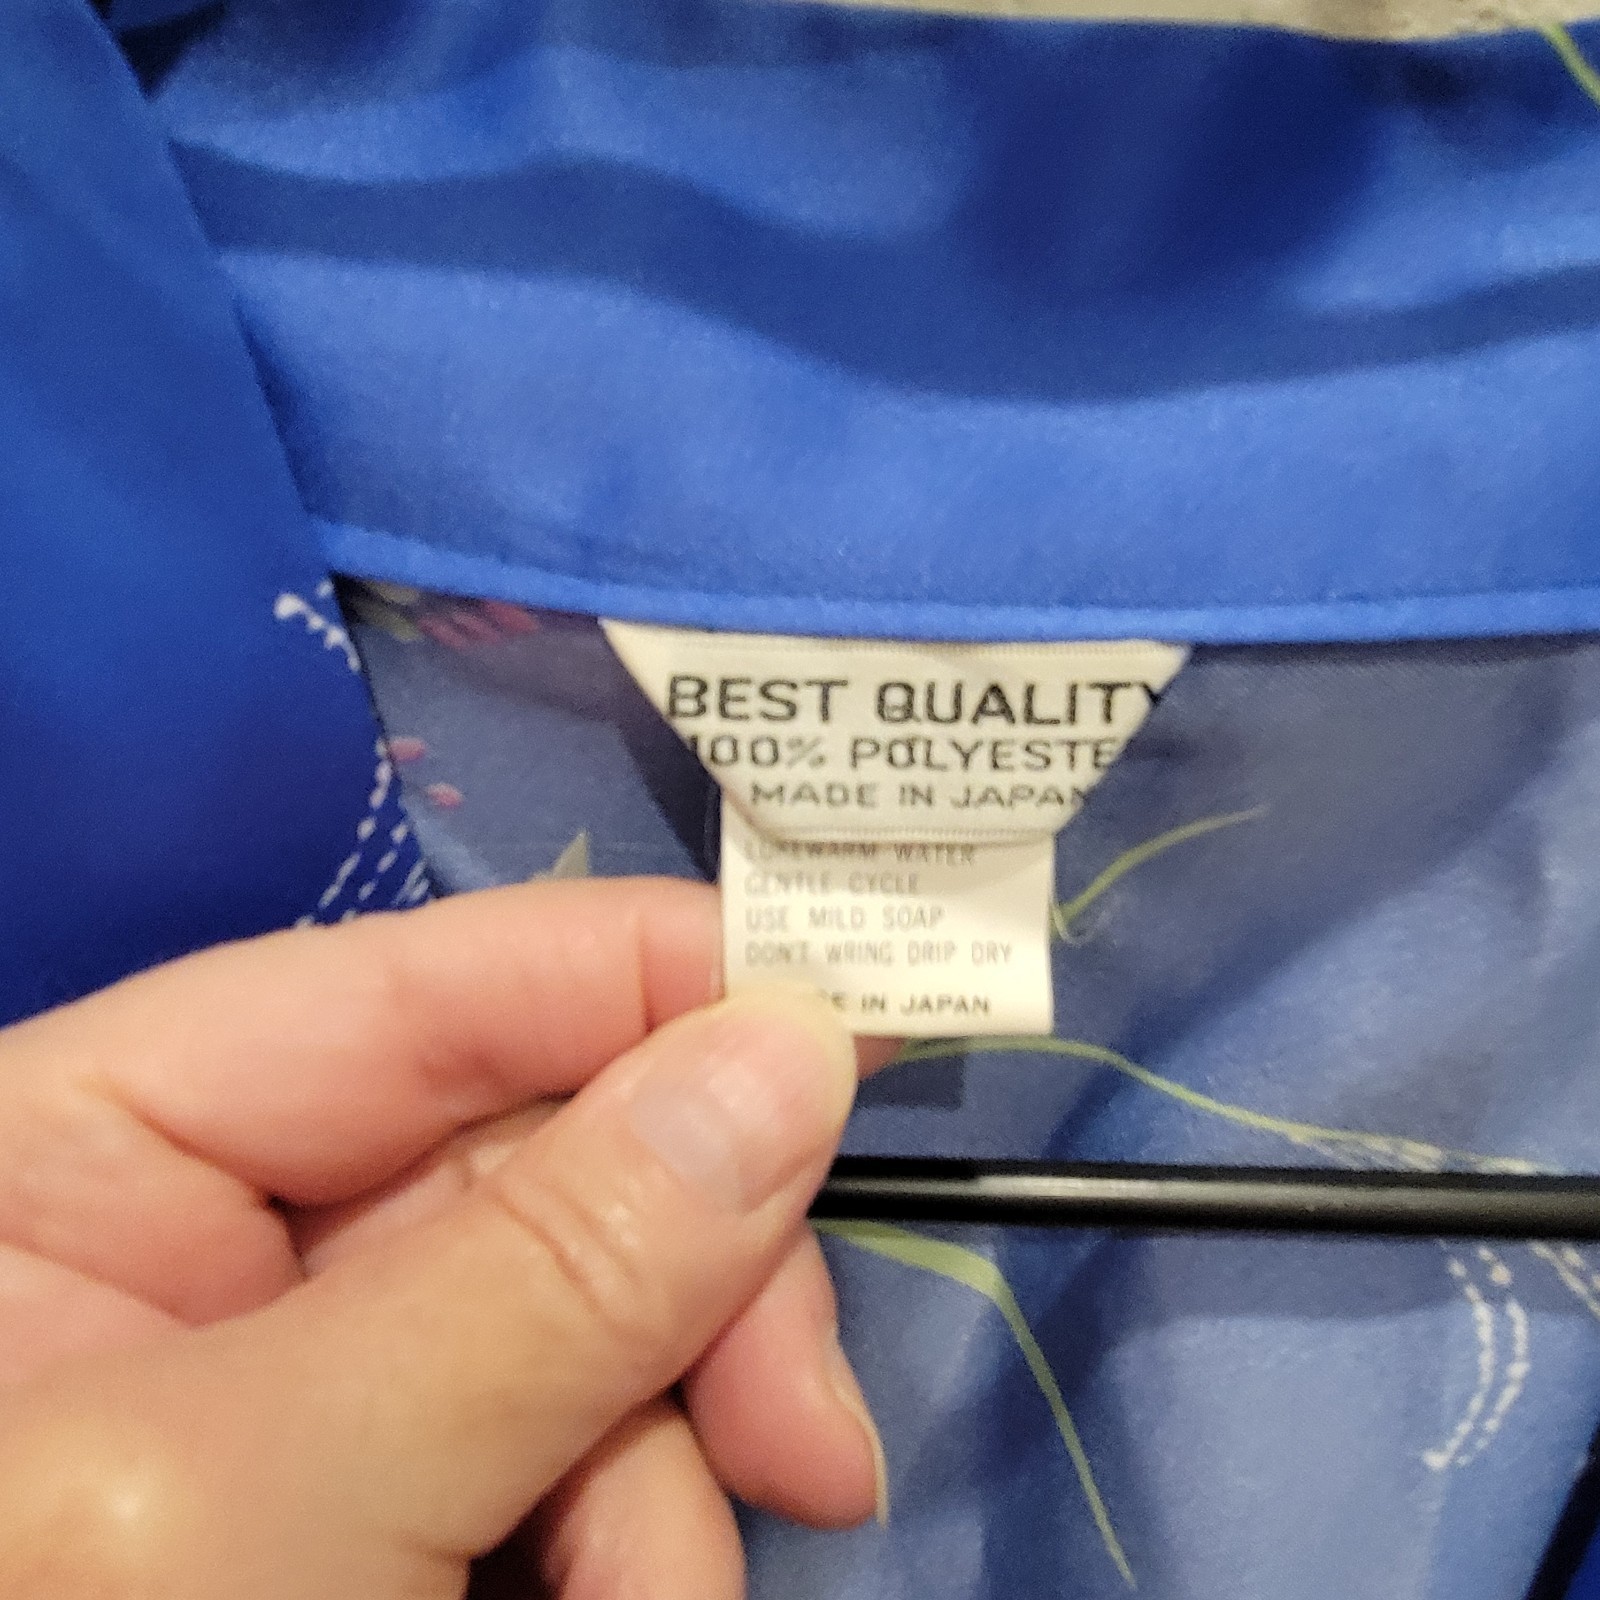 BEST QUALITY
100% POLYESTE
MADE IN JAPAN
LUKEWARM WATER
GENTLE CYCLE
USE MILD SOAP
DON'T WRING DRIP DRY
E IN JAPAN